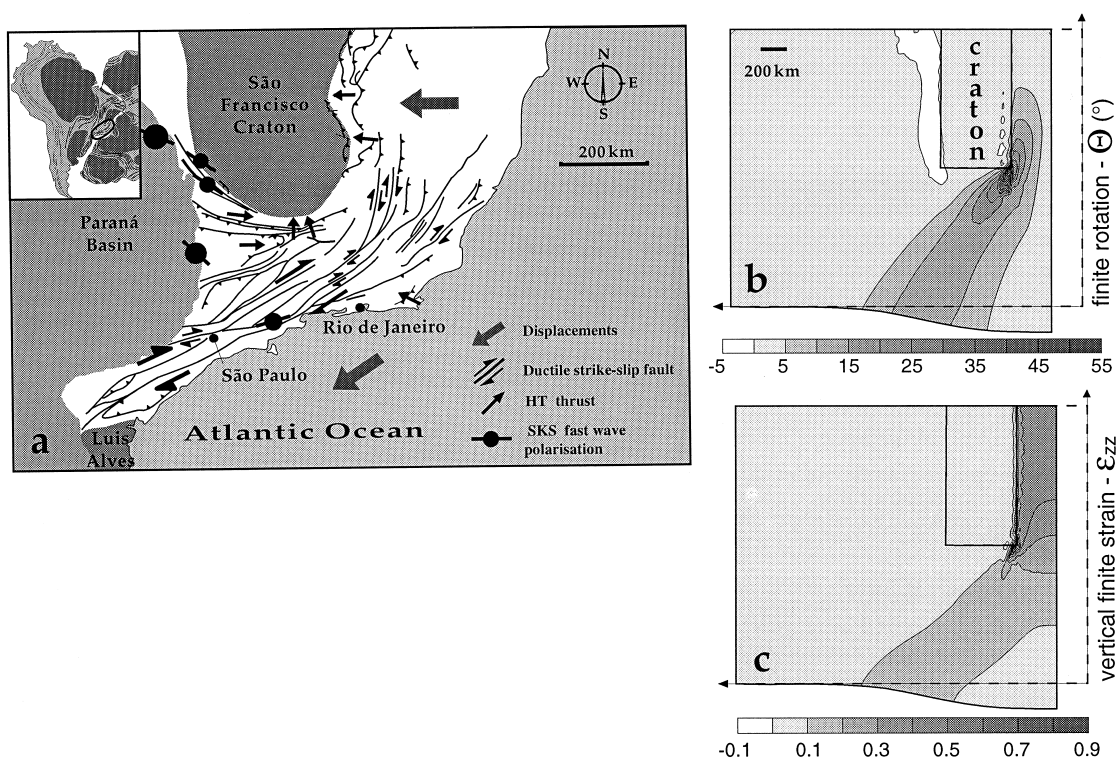 São
Francisco
Craton
N
W E
S
200 km
Paraná
Basin
Rio de Janeiro
São Paulo
Luis
Alves
Atlantic Ocean
Displacements
Ductile strike-slip fault
HT thrust
SKS fast wave
polarisation
a
200 km
craton
b
finite rotation - Θ (°)
-5 5 15 25 35 45 55
c
vertical finite strain - εzz
-0.1 0.1 0.3 0.5 0.7 0.9